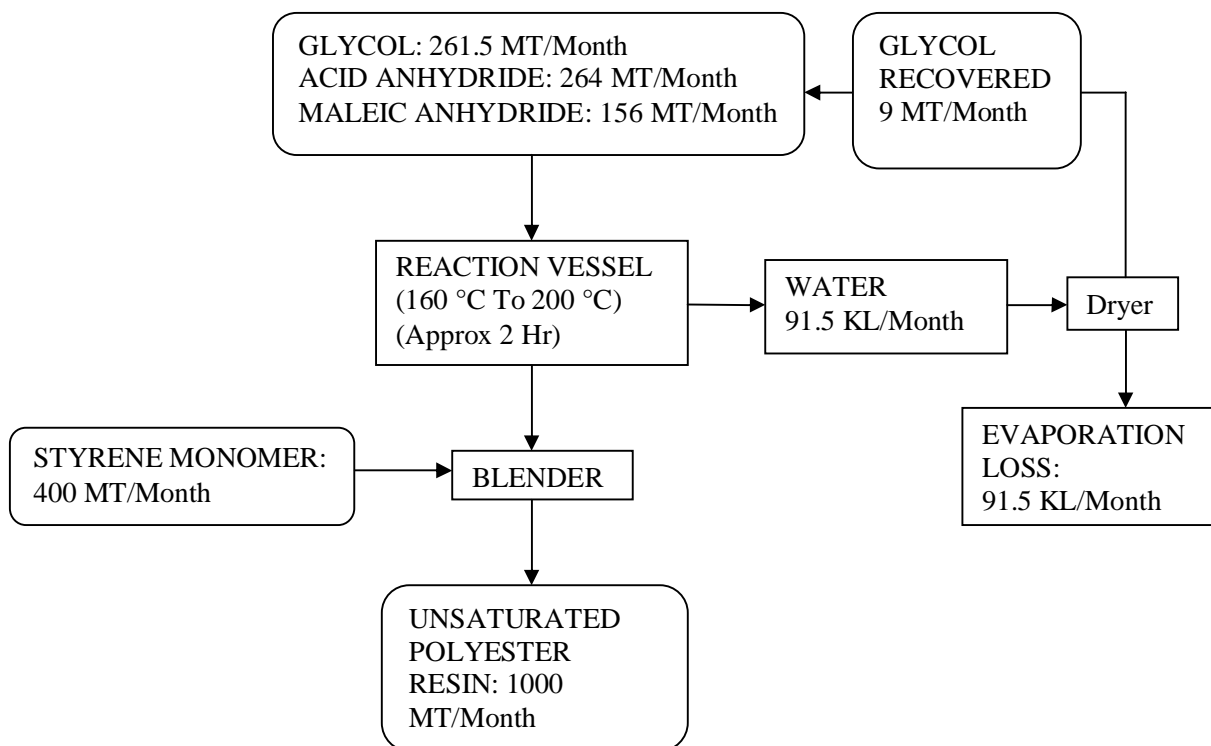 GLYCOL: 261.5 MT/Month
ACID ANHYDRIDE: 264 MT/Month
MALEIC ANHYDRIDE: 156 MT/Month
GLYCOL
RECOVERED
9 MT/Month
REACTION VESSEL
(160 °C To 200 °C)
(Approx 2 Hr)
WATER
91.5 KL/Month
Dryer
STYRENE MONOMER:
400 MT/Month
BLENDER
EVAPORATION
LOSS:
91.5 KL/Month
UNSATURATED
POLYESTER
RESIN: 1000
MT/Month